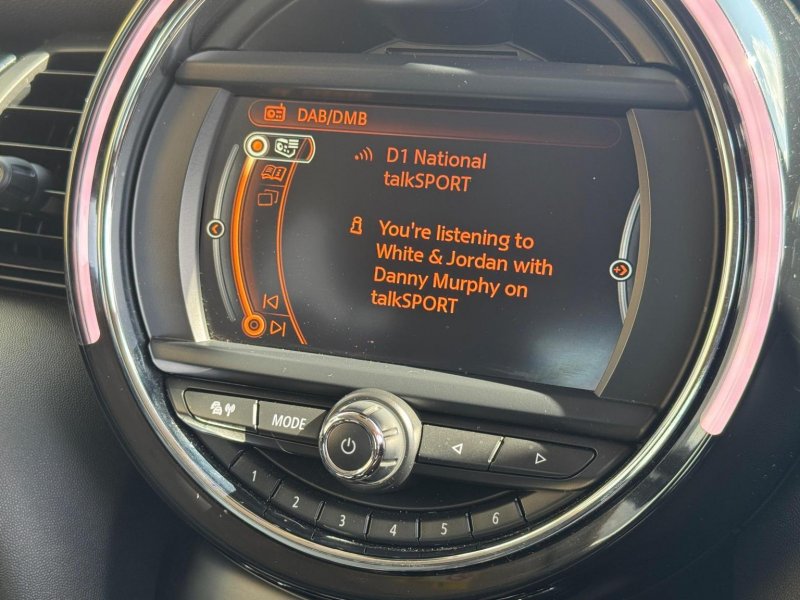 DAB/DMB
D1 National
talkSPORT
You're listening to
White & Jordan with
Danny Murphy on
talkSPORT
MODE
1 2 3 4 5 6